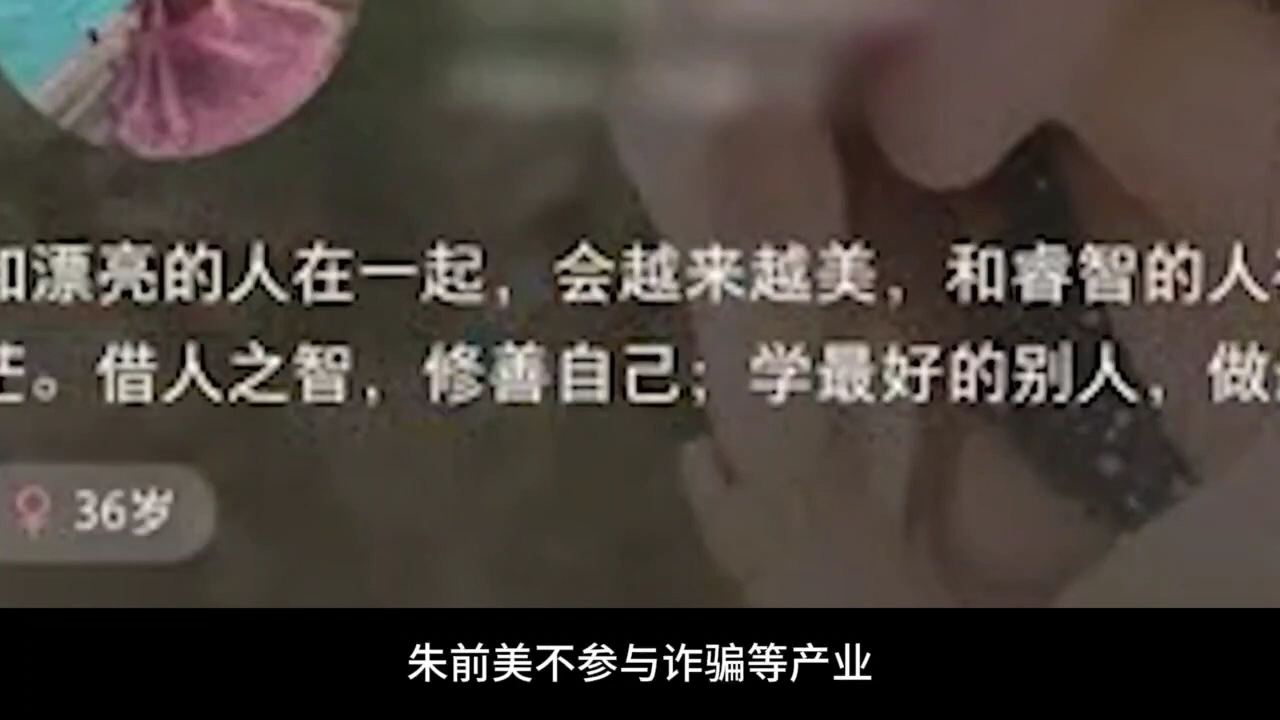 和漂亮的人在一起，会越来越美，和睿智的人
。借人之智，修善自己；学最好的别人，做
36岁
朱前美不参与诈骗等产业